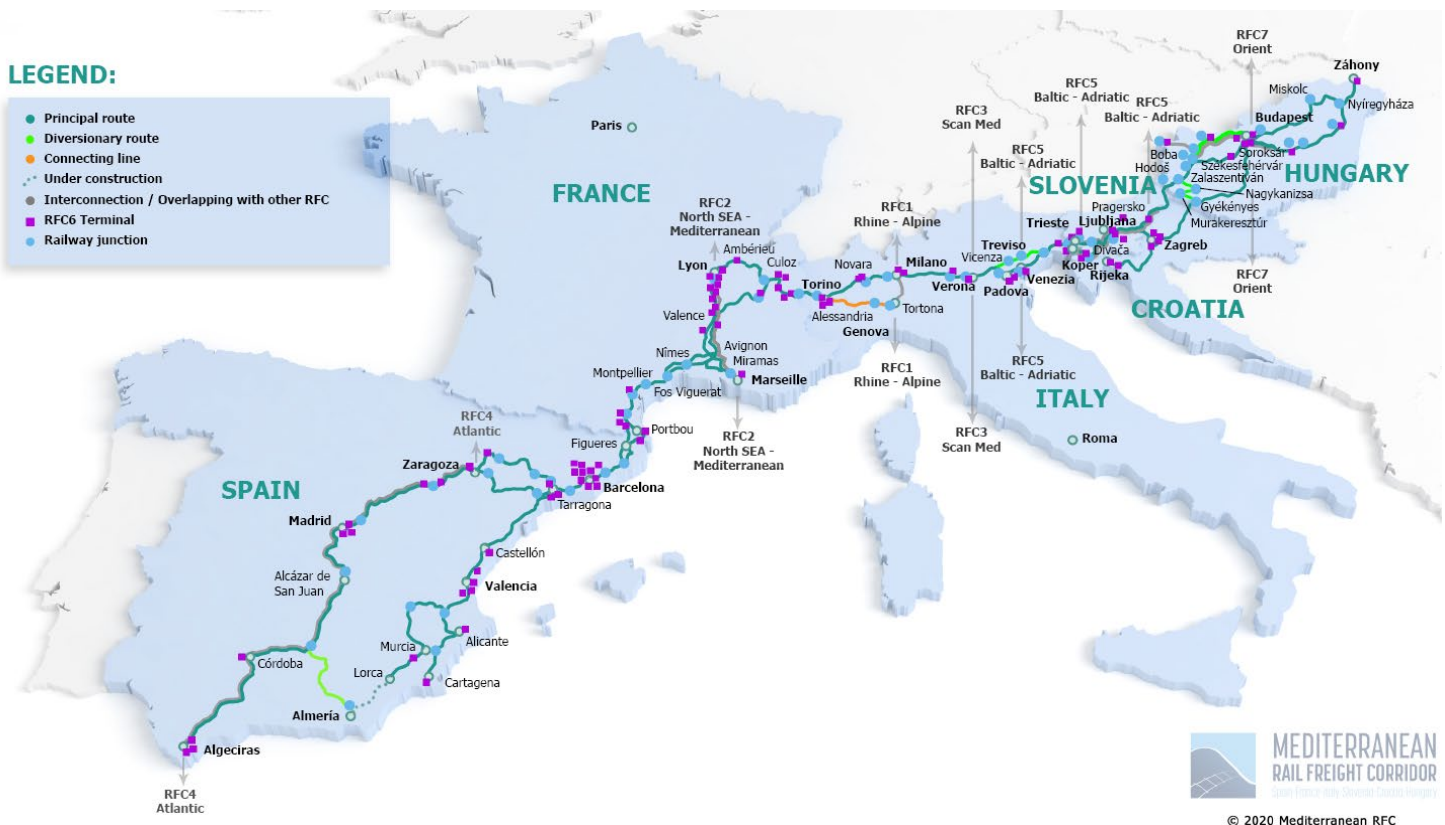 LEGEND:
Principal route
Diversionary route
Connecting line
Under construction
Interconnection / Overlapping with other RFC
RFC6 Terminal
Railway junction
Paris
FRANCE
RFC2
North SEA -
Mediterranean
Ambérieu
Lyon
Culoz
Valence
Avignon
Miramas
Nîmes
Montpellier
Marseille
Fos Viguerat
RFC2
North SEA -
Mediterranean
Portbou
Figueres
RFC4
Atlantic
Zaragoza
SPAIN
Barcelona
Tarragona
Madrid
Castellón
Valencia
Alcázar de
San Juan
Murcia
Alicante
Córdoba
Lorca
Cartagena
Almería
Algeciras
RFC4
Atlantic
RFC1
Rhine - Alpine
Novara
Milano
Torino
Alessandria
Tortona
Genova
RFC1
Rhine - Alpine
RFC3
Scan Med
RFC5
Baltic - Adriatic
Treviso
Vicenza
Verona
Padova
Venezia
RFC5
Baltic - Adriatic
RFC3
Scan Med
ITALY
Roma
RFC5
Baltic - Adriatic
RFC5
Baltic - Adriatic
SLOVENIA
Trieste
Ljubljana
Pragersko
Divača
Koper
Rijeka
Zagreb
CROATIA
RFC7
Orient
Záhony
Miskolc
Nyíregyháza
Budapest
Soroksár
Boba
Székesfehérvár
Hodoš
Zalaszentiván
HUNGARY
Nagykanizsa
Gyékényes
Murakeresztúr
RFC7
Orient
MEDITERRANEAN
RAIL FREIGHT CORRIDOR
Spain France Italy Slovenia Croatia Hungary
© 2020 Mediterranean RFC